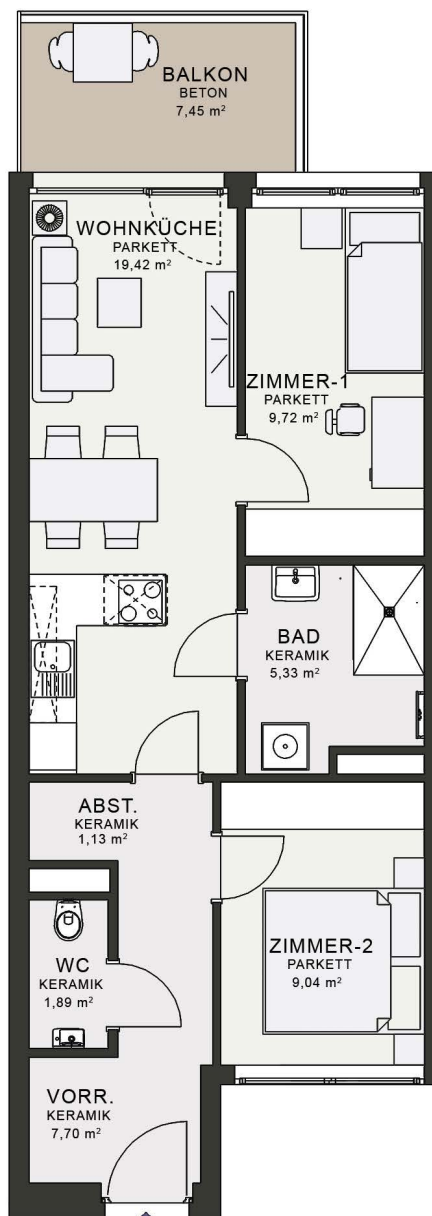 BALKON
BETON
7,45 m²
WOHNKÜCHE
PARKETT
19,42 m²
ZIMMER-1
PARKETT
9,72 m²
BAD
KERAMIK
5,33 m²
ABST.
KERAMIK
1,13 m²
ZIMMER-2
PARKETT
9,04 m²
WC
KERAMIK
1,89 m²
VORR.
KERAMIK
7,70 m²